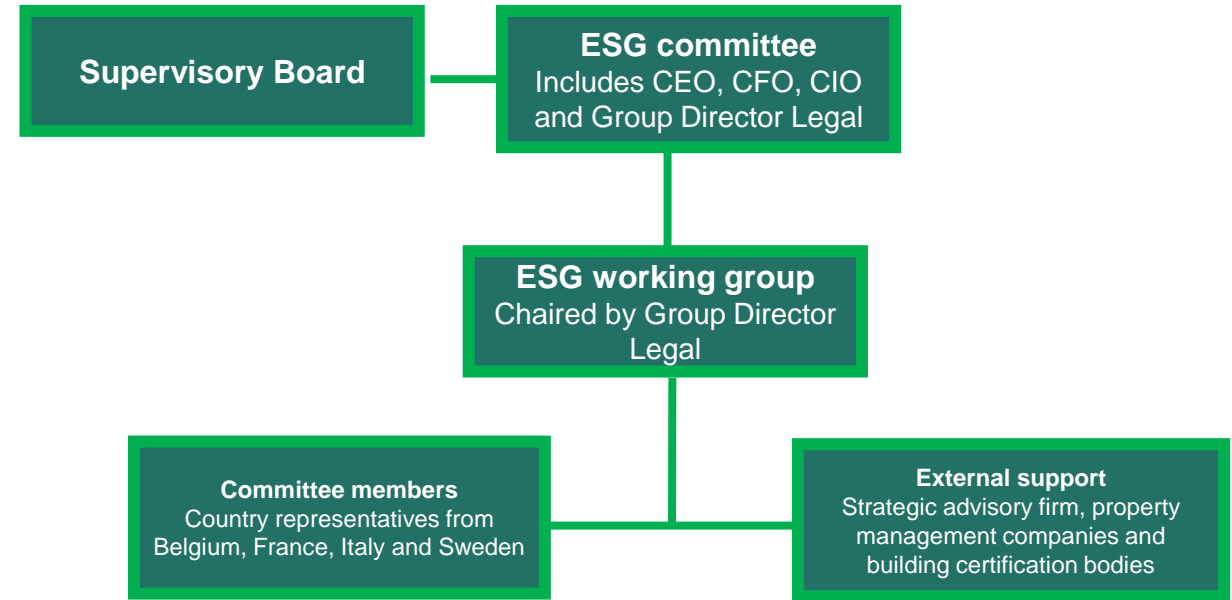 Supervisory Board
ESG committee
Includes CEO, CFO, CIO
and Group Director Legal
ESG working group
Chaired by Group Director
Legal
Committee members
Country representatives from
Belgium, France, Italy and Sweden
External support
Strategic advisory firm, property
management companies and
building certification bodies